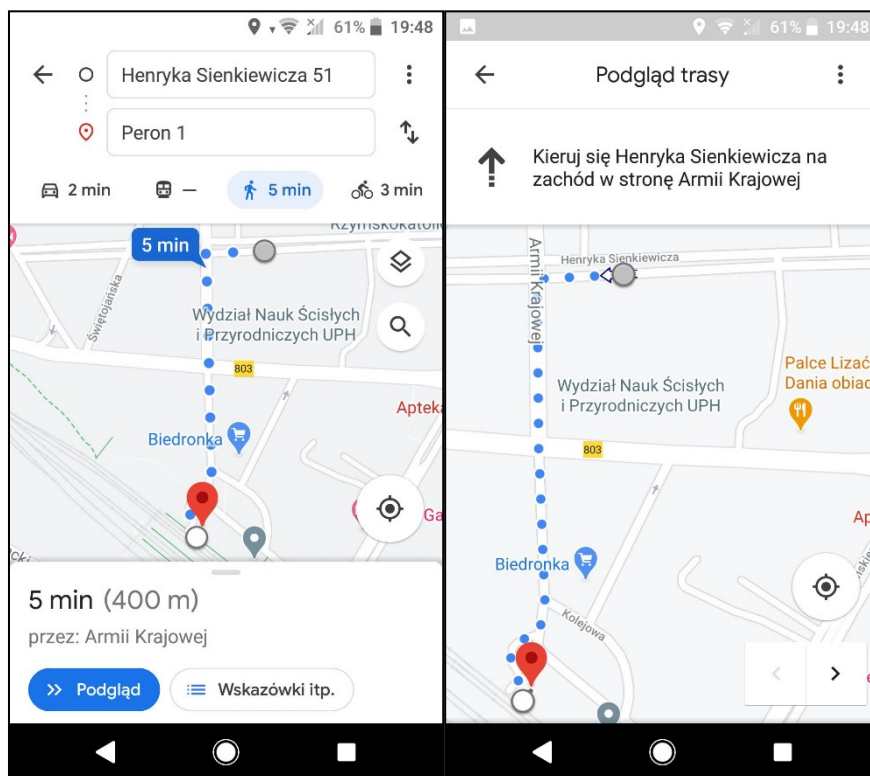 61% 19:48
Henryka Sienkiewicza 51
Peron 1
2 min
—
5 min
3 min
5 min
Świętojańska
Wydział Nauk Ścisłych
i Przyrodniczych UPH
803
Apteka
Biedronka
Ga
5 min (400 m)
przez: Armii Krajowej
Podgląd
Wskazówki itp.
61% 19:48
Podgląd trasy
Kieruj się Henryka Sienkiewicza na
zachód w stronę Armii Krajowej
Armii Krajowej
Henryka Sienkiewicza
Palce Lizać
Dania obiad
Wydział Nauk Ścisłych
i Przyrodniczych UPH
803
Ap
Biedronka
Kolejowa